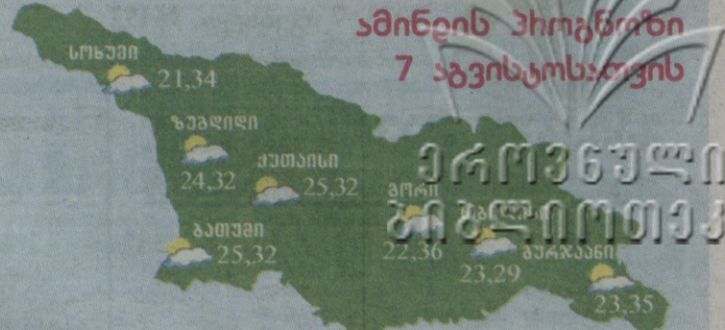 ამინდის პროგნოზი
7 აგვისტოსათვის
სოხუმი
21,34
ზუგდიდი
24,32
ქუთაისი
25,32
გორი
22,36
თბილისი
23,29
ბათუმი
25,32
გურჯაანი
23,35
ეროვნული